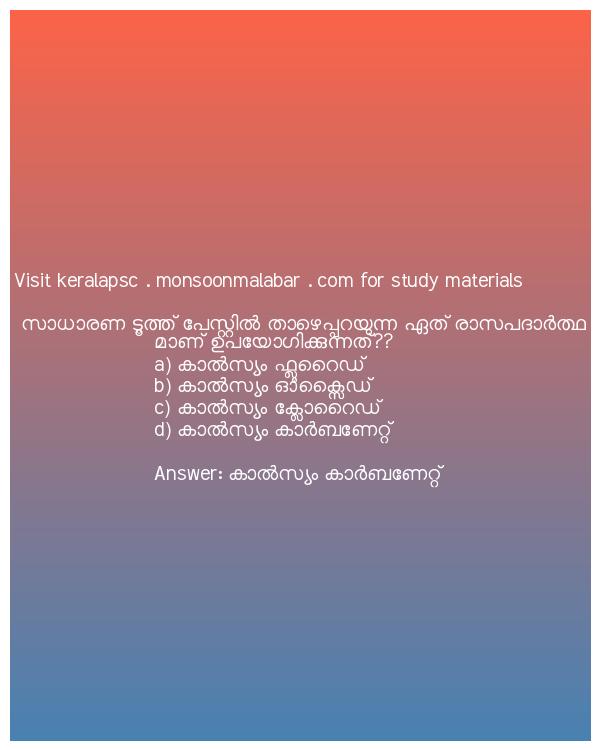 Visit keralapsc . monsoonmalabar . com for study materials
സാധാരണ ടൂത്ത് പേസ്റ്റിൽ താഴെപ്പറയുന്ന ഏത് രാസപദാർത്ഥ
മാണ് ഉപയോഗിക്കുന്നത്??
a) കാൽസ്യം ഫ്ലൂറൈഡ്
b) കാൽസ്യം ഓക്സൈഡ്
c) കാൽസ്യം ക്ലോറൈഡ്
d) കാൽസ്യം കാർബണേറ്റ്
Answer: കാൽസ്യം കാർബണേറ്റ്